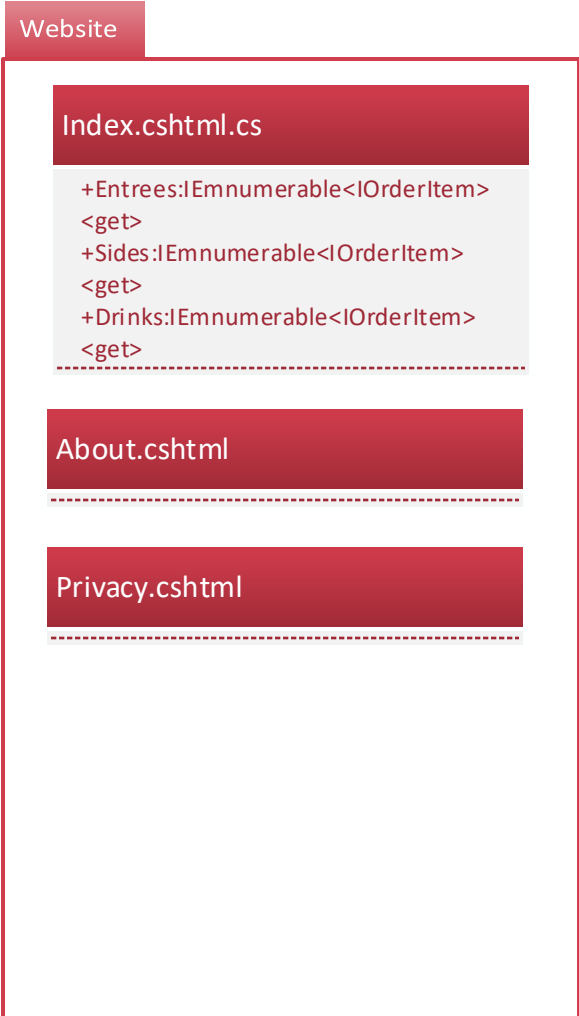 Website
Index.cshtml.cs
+Entrees:IEmnumerable<IOrderItem>
<get>
+Sides:IEmnumerable<IOrderItem>
<get>
+Drinks:IEmnumerable<IOrderItem>
<get>
About.cshtml
Privacy.cshtml